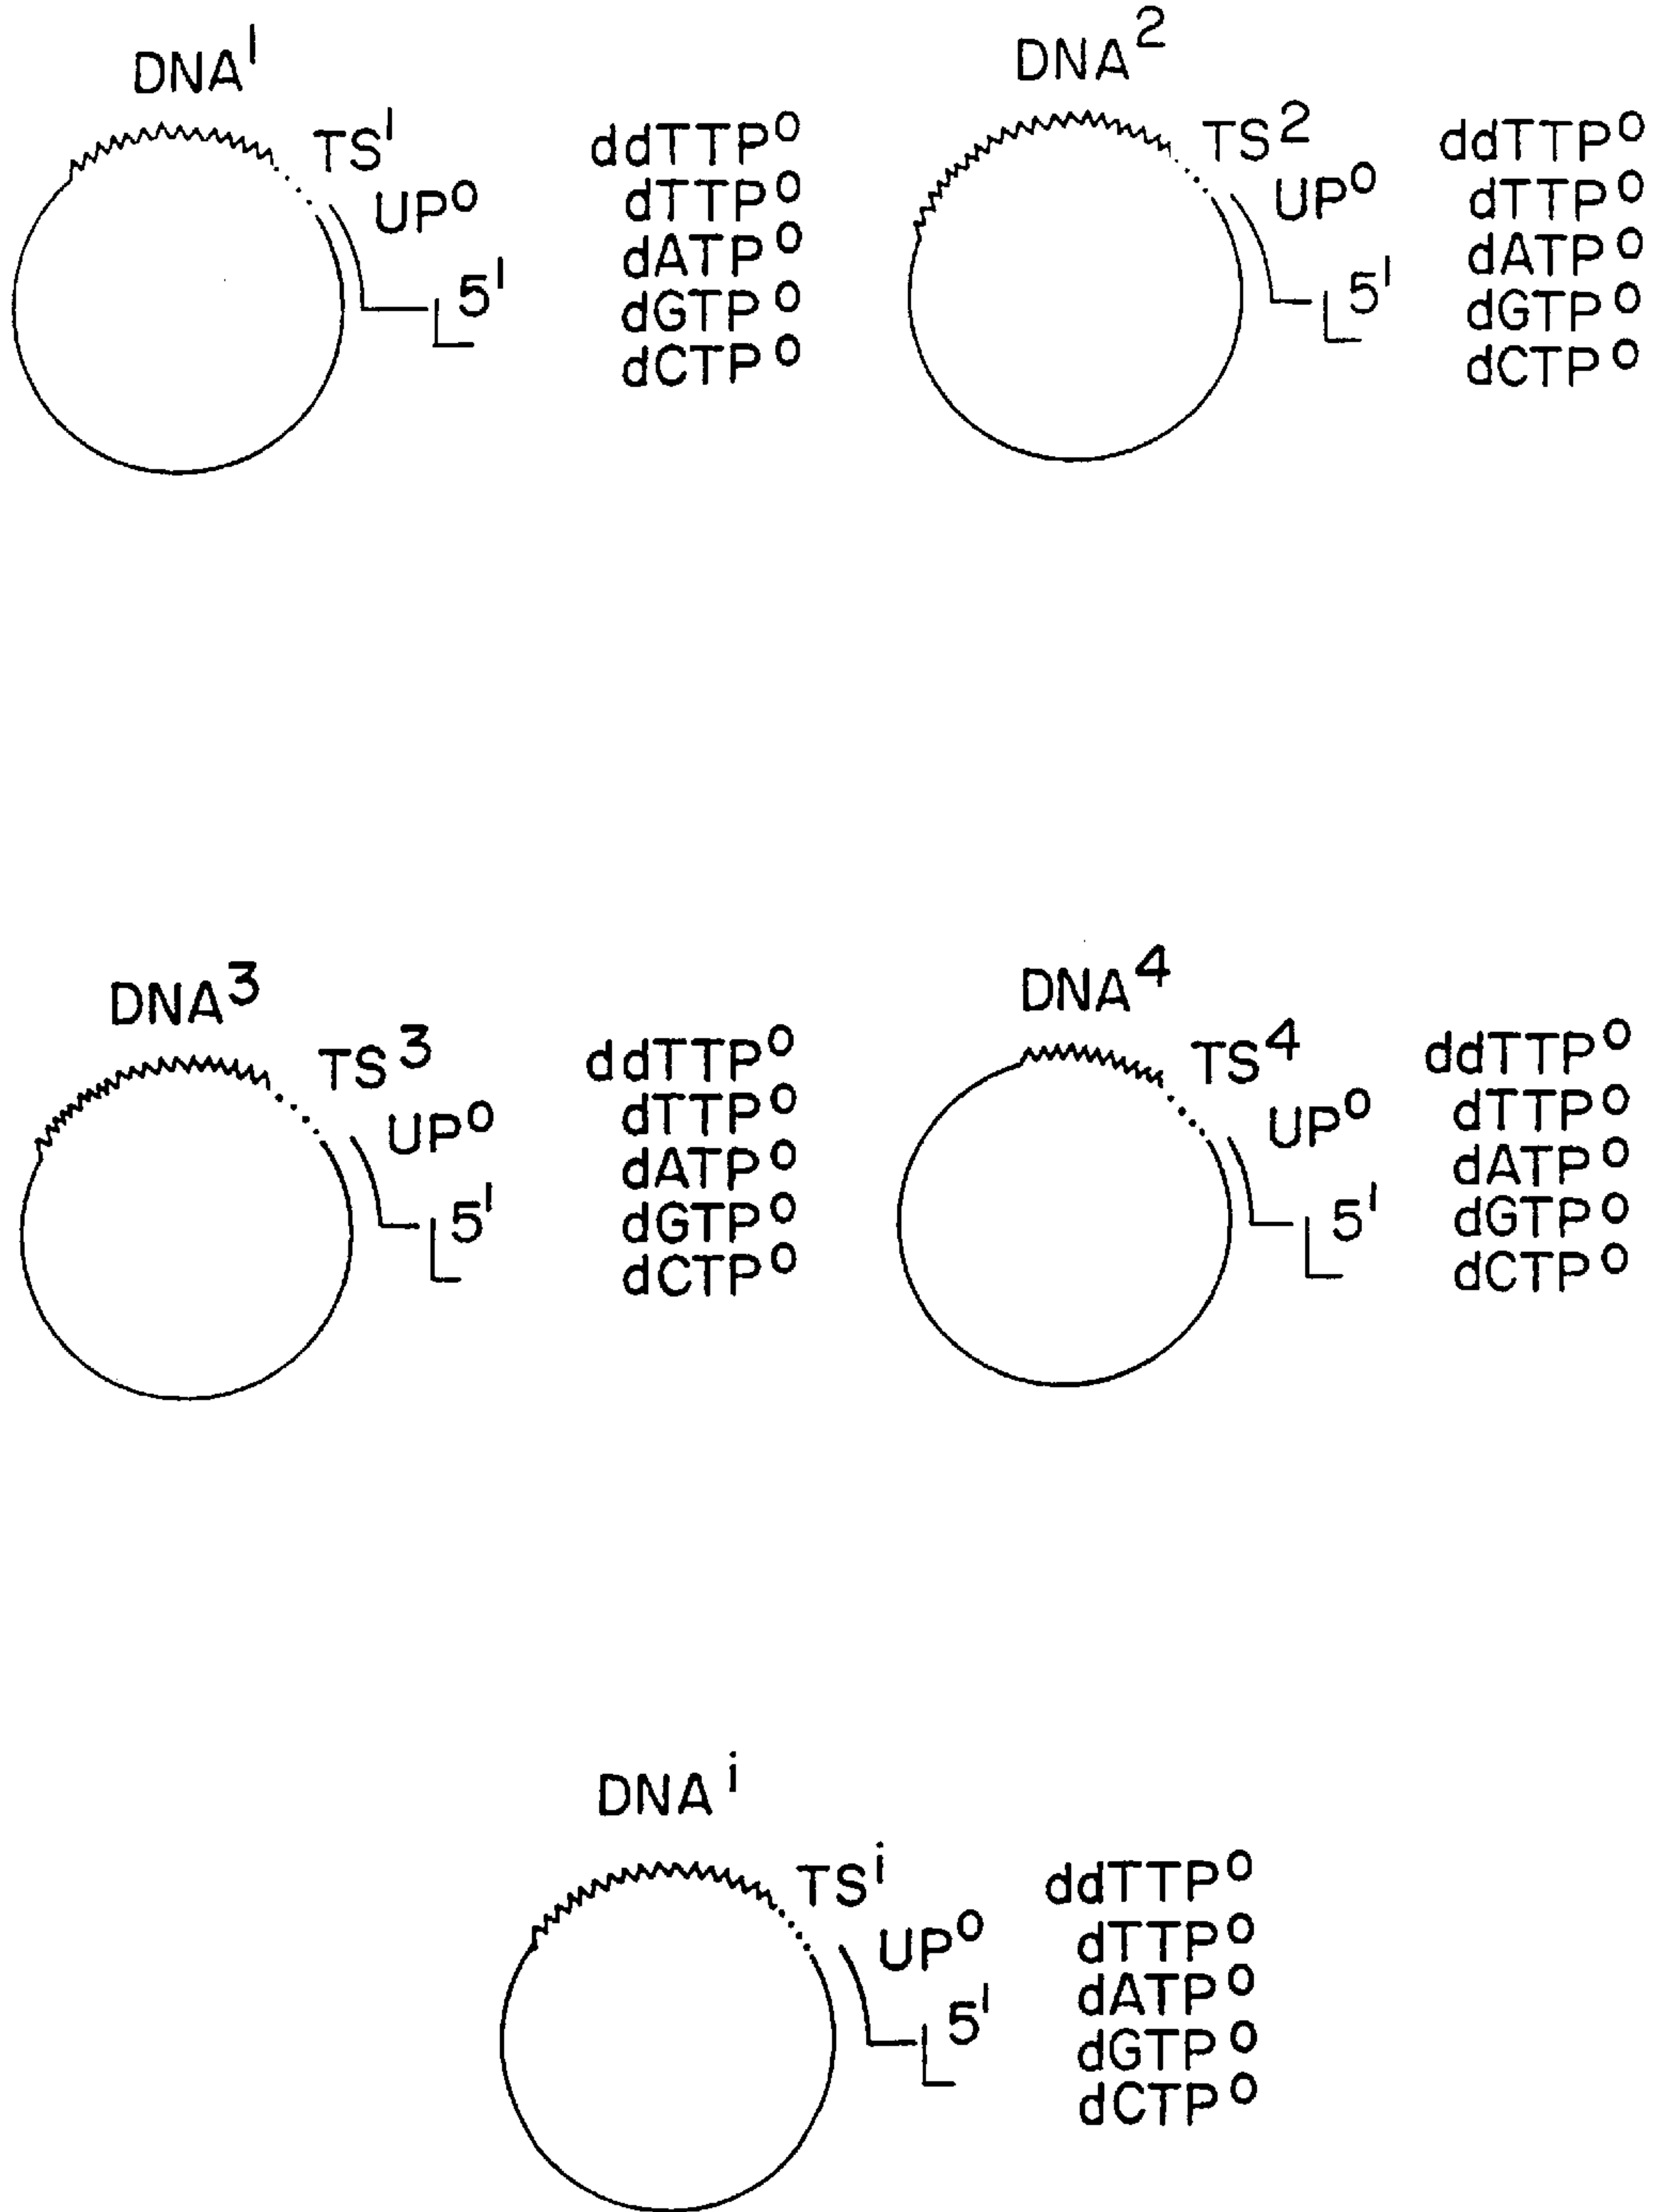 DNA¹
TS¹
UP⁰
5'
ddTTP⁰
dTTP⁰
dATP⁰
dGTP⁰
dCTP⁰
DNA²
TS²
UP⁰
5'
ddTTP⁰
dTTP⁰
dATP⁰
dGTP⁰
dCTP⁰
DNA³
TS³
UP⁰
5'
ddTTP⁰
dTTP⁰
dATP⁰
dGTP⁰
dCTP⁰
DNA⁴
TS⁴
UP⁰
5'
ddTTP⁰
dTTP⁰
dATP⁰
dGTP⁰
dCTP⁰
DNAⁱ
TSⁱ
UP⁰
5'
ddTTP⁰
dTTP⁰
dATP⁰
dGTP⁰
dCTP⁰